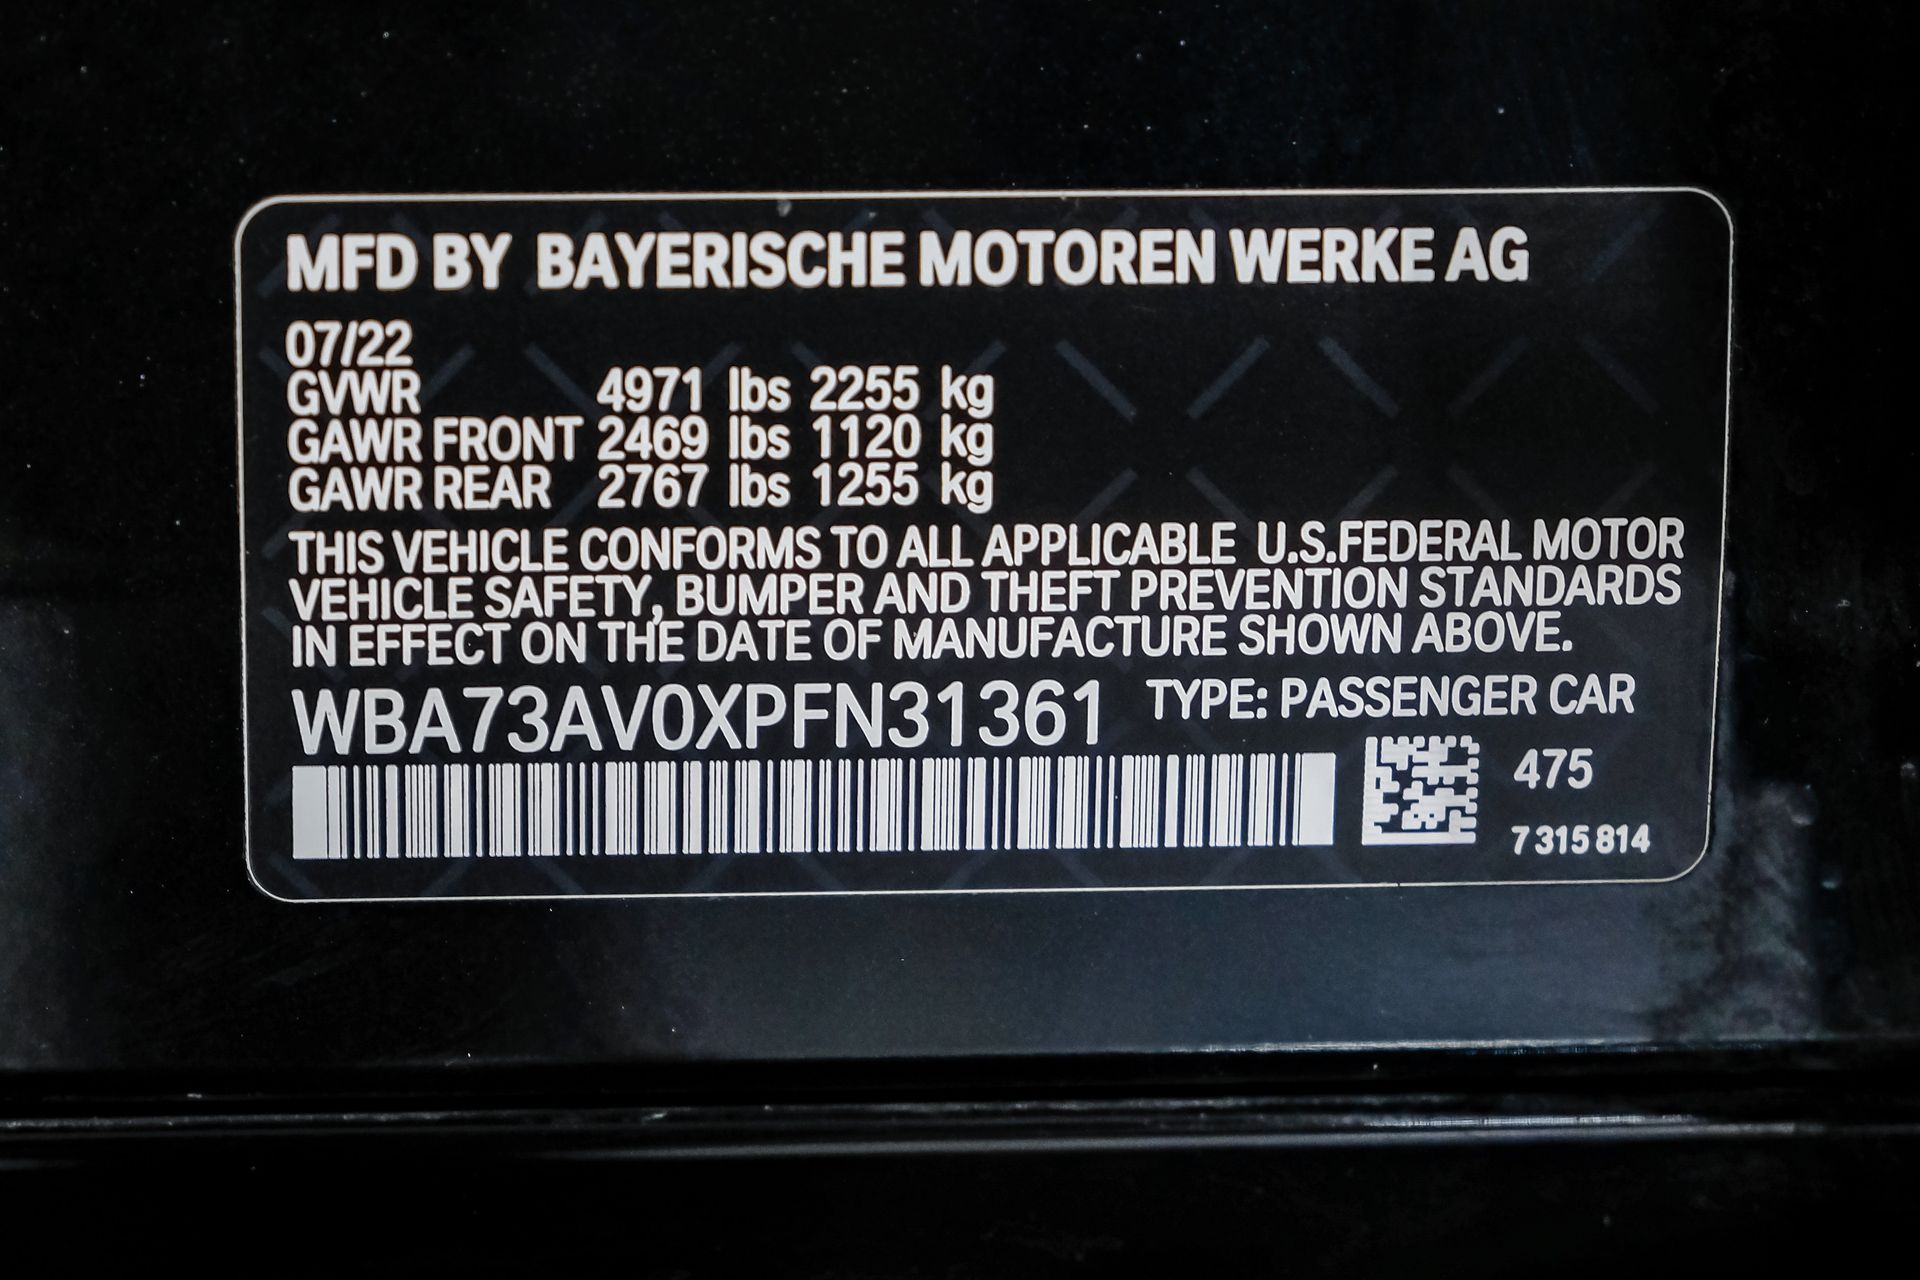 MFD BY BAYERISCHE MOTOREN WERKE AG
07/22
GVWR 4971 lbs 2255 kg
GAWR FRONT 2469 lbs 1120 kg
GAWR REAR 2767 lbs 1255 kg
THIS VEHICLE CONFORMS TO ALL APPLICABLE U.S.FEDERAL MOTOR
VEHICLE SAFETY, BUMPER AND THEFT PREVENTION STANDARDS
IN EFFECT ON THE DATE OF MANUFACTURE SHOWN ABOVE.
WBA73AV0XPFN31361 TYPE: PASSENGER CAR
475
7 315 814